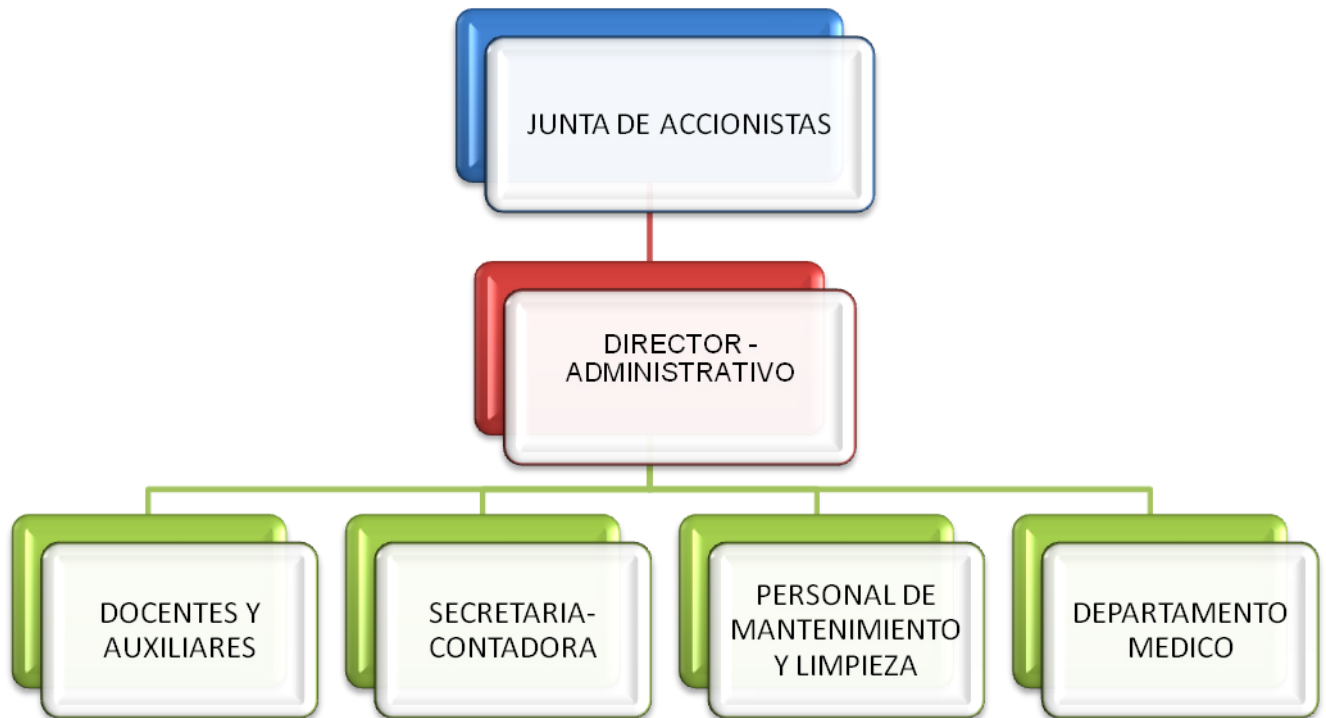 JUNTA DE ACCIONISTAS
DIRECTOR -
ADMINISTRATIVO
DOCENTES Y
AUXILIARES
SECRETARIA-
CONTADORA
PERSONAL DE
MANTENIMIENTO
Y LIMPIEZA
DEPARTAMENTO
MEDICO